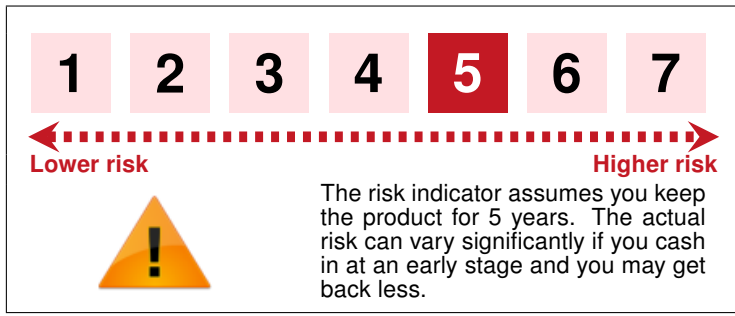 1 2 3 4 5 6 7
Lower risk Higher risk
The risk indicator assumes you keep
the product for 5 years. The actual
risk can vary significantly if you cash
in at an early stage and you may get
back less.